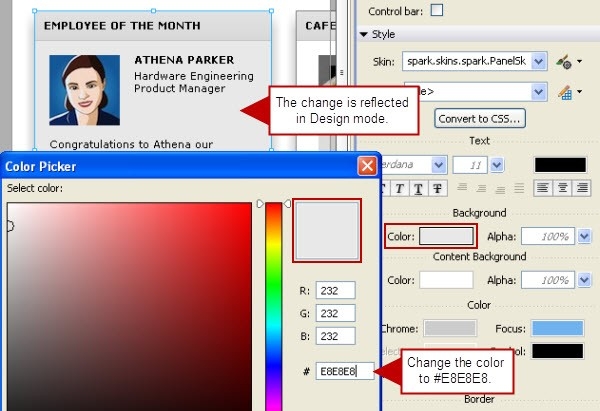 EMPLOYEE OF THE MONTH
CAFE
ATHENA PARKER
Hardware Engineering
Product Manager
Congratulations to Athena our
The change is reflected
in Design mode.
Control bar:
Style
Skin: spark.skins.spark.PanelSk
e>
Convert to CSS...
Text
erdana 11
T T T T
Background
Color: Alpha: 100%
Content Background
Color: Alpha: 100%
Color
Chrome: Focus:
Border
Color Picker
Select color:
R: 232
G: 232
B: 232
# E8E8E8
Change the color
to #E8E8E8.